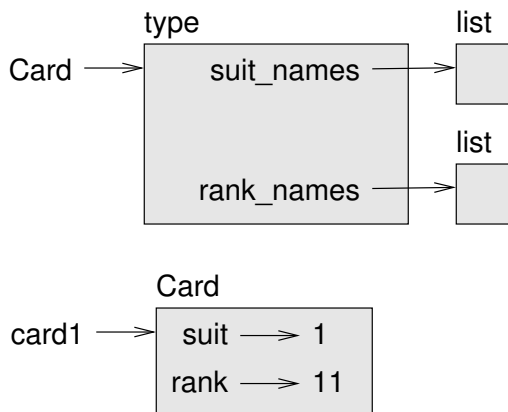 type
list
Card
suit_names
list
rank_names
Card
card1
suit
1
rank
11